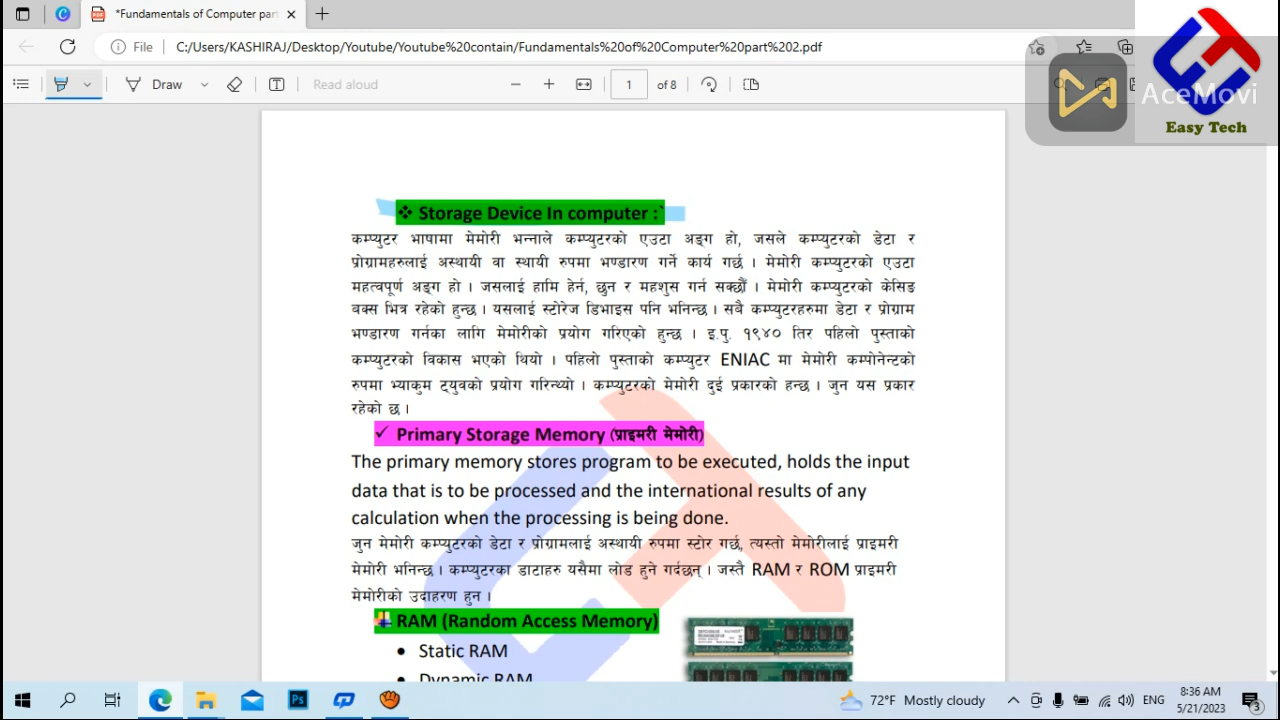 *Fundamentals of Computer part
File
C:/Users/KASHIRAJ/Desktop/Youtube/Youtube%20contain/Fundamentals%20of%20Computer%20part%202.pdf
Draw
Read aloud
1 of 8
AceMovi
Easy Tech
❖ Storage Device In computer :`
कम्प्युटर भाषामा मेमोरी भन्नाले कम्प्युटरको एउटा अङ्ग हो, जसले कम्प्युटरको डेटा र
प्रोग्रामहरुलाई अस्थायी वा स्थायी रुपमा भण्डारण गर्ने कार्य गर्छ । मेमोरी कम्प्युटरको एउटा
महत्वपूर्ण अङ्ग हो । जसलाई हामि हेर्न, छुन र महशुस गर्न सक्छौं । मेमोरी कम्प्युटरको केसिङ
बक्स भित्र रहेको हुन्छ । यसलाई स्टोरेज डिभाइस पनि भनिन्छ । सबै कम्प्युटरहरुमा डेटा र प्रोग्राम
भण्डारण गर्नका लागि मेमोरीको प्रयोग गरिएको हुन्छ । इ.पु. १९४० तिर पहिलो पुस्ताको
कम्प्युटरको विकास भएको थियो । पहिलो पुस्ताको कम्प्युटर ENIAC मा मेमोरी कम्पोनेन्टको
रुपमा भ्याकुम ट्युवको प्रयोग गरिन्थ्यो । कम्प्युटरको मेमोरी दुई प्रकारको हन्छ । जुन यस प्रकार
रहेको छ ।
✓ Primary Storage Memory (प्राइमरी मेमोरी)
The primary memory stores program to be executed, holds the input
data that is to be processed and the international results of any
calculation when the processing is being done.
जुन मेमोरी कम्प्युटरको डेटा र प्रोग्रामलाई अस्थायी रुपमा स्टोर गर्छ, त्यस्तो मेमोरीलाई प्राइमरी
मेमोरी भनिन्छ । कम्प्युटरका डाटाहरु यसैमा लोड हुने गर्दछन् । जस्तै RAM र ROM प्राइमरी
मेमोरीको उदाहरण हुन ।
RAM (Random Access Memory)
• Static RAM
• Dynamic RAM
72°F Mostly cloudy
ENG
8:36 AM
5/21/2023
3